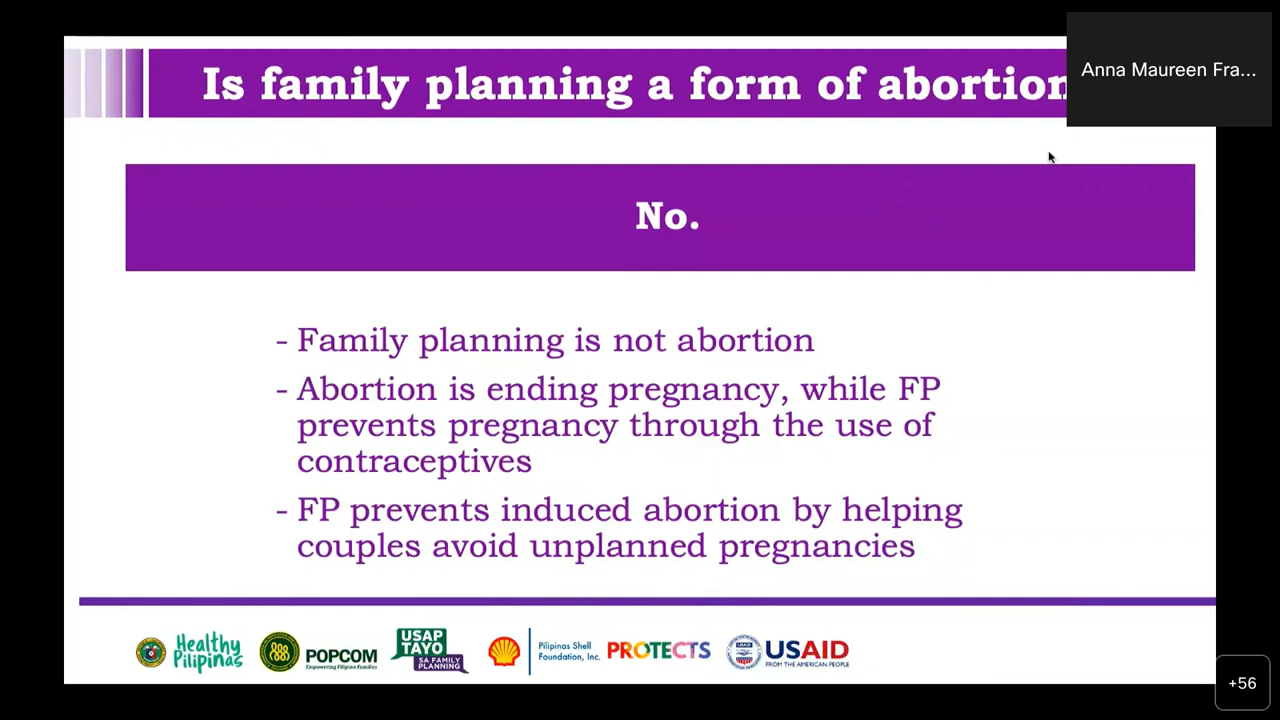 Is family planning a form of abortion
Anna Maureen Fra...
No.
- Family planning is not abortion
- Abortion is ending pregnancy, while FP
prevents pregnancy through the use of
contraceptives
- FP prevents induced abortion by helping
couples avoid unplanned pregnancies
Healthy
Pilipinas
POPCOM
Empowering Filipino Families
USAP
TAYO
SA FAMILY
PLANNING
Pilipinas Shell
Foundation, Inc.
PROTECTS
USAID
FROM THE AMERICAN PEOPLE
+56